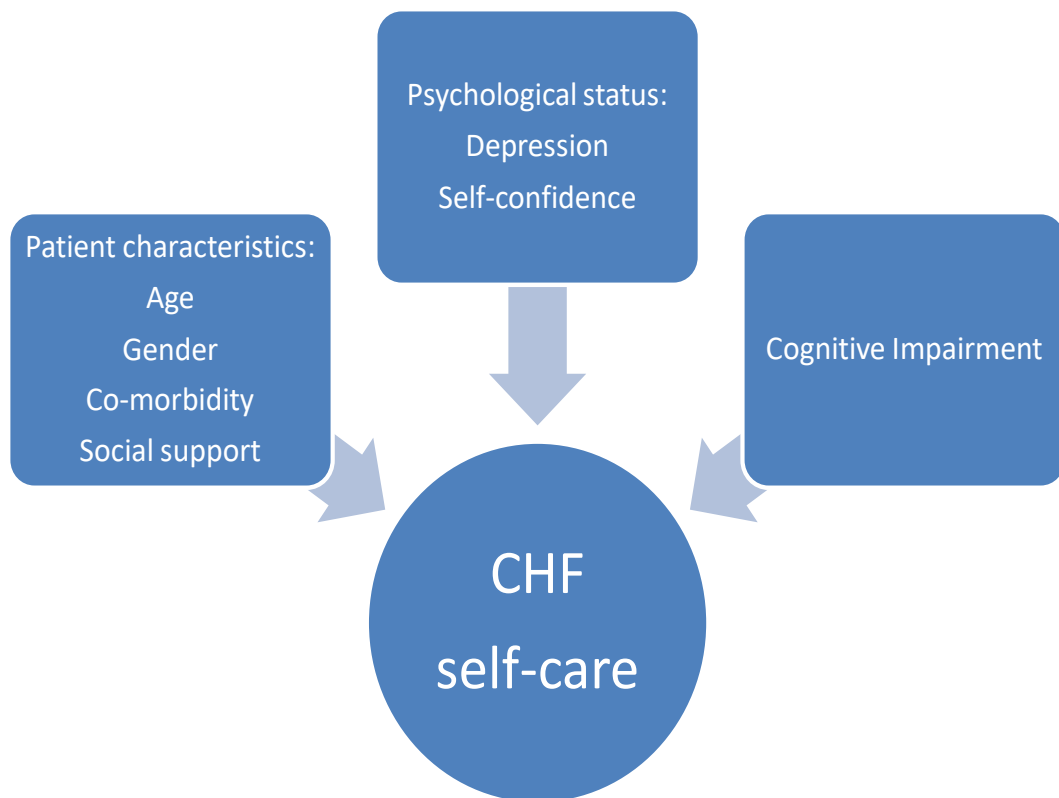 Psychological status:
Depression
Self-confidence
Patient characteristics:
Age
Gender
Co-morbidity
Social support
Cognitive Impairment
CHF
self-care